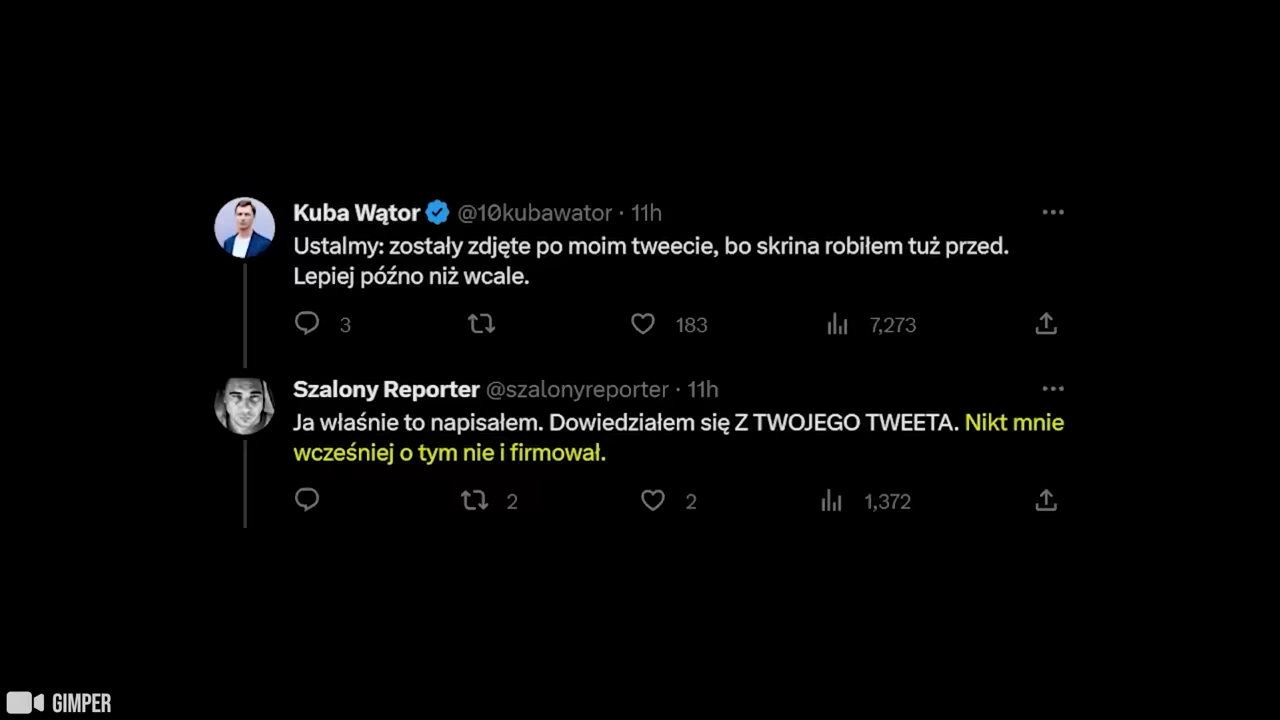 Kuba Wątor @10kubawator · 11h
Ustalmy: zostały zdjęte po moim tweecie, bo skrina robiłem tuż przed.
Lepiej późno niż wcale.
3 183 7,273
Szalony Reporter @szalonyreporter · 11h
Ja właśnie to napisałem. Dowiedziałem się Z TWOJEGO TWEETA. Nikt mnie
wcześniej o tym nie i firmował.
2 2 1,372
GIMPER